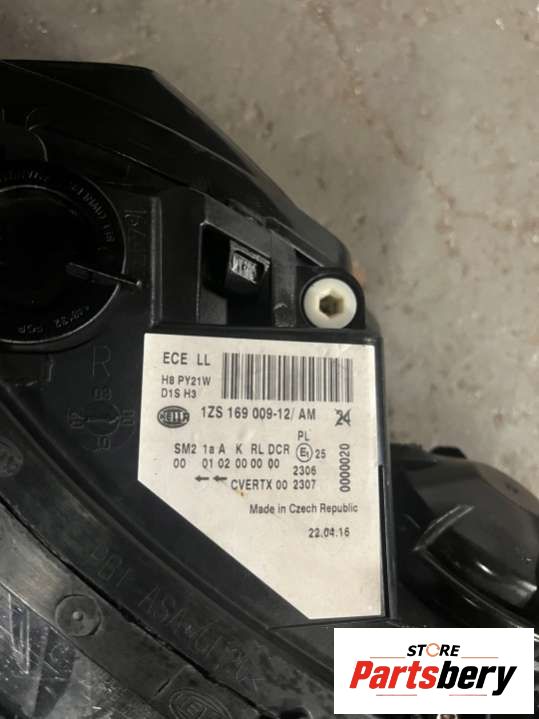 ECE LL
H8 PY21W
D1S H3
HELLA
1ZS 169 009-12/ AM
24
PL
SM2 1a A K RL DCR E1 25
00 01 02 00 00 00 2306
CVERTX 00 2307
0000020
Made in Czech Republic
22.04.16
R
03
STORE
Partsbery